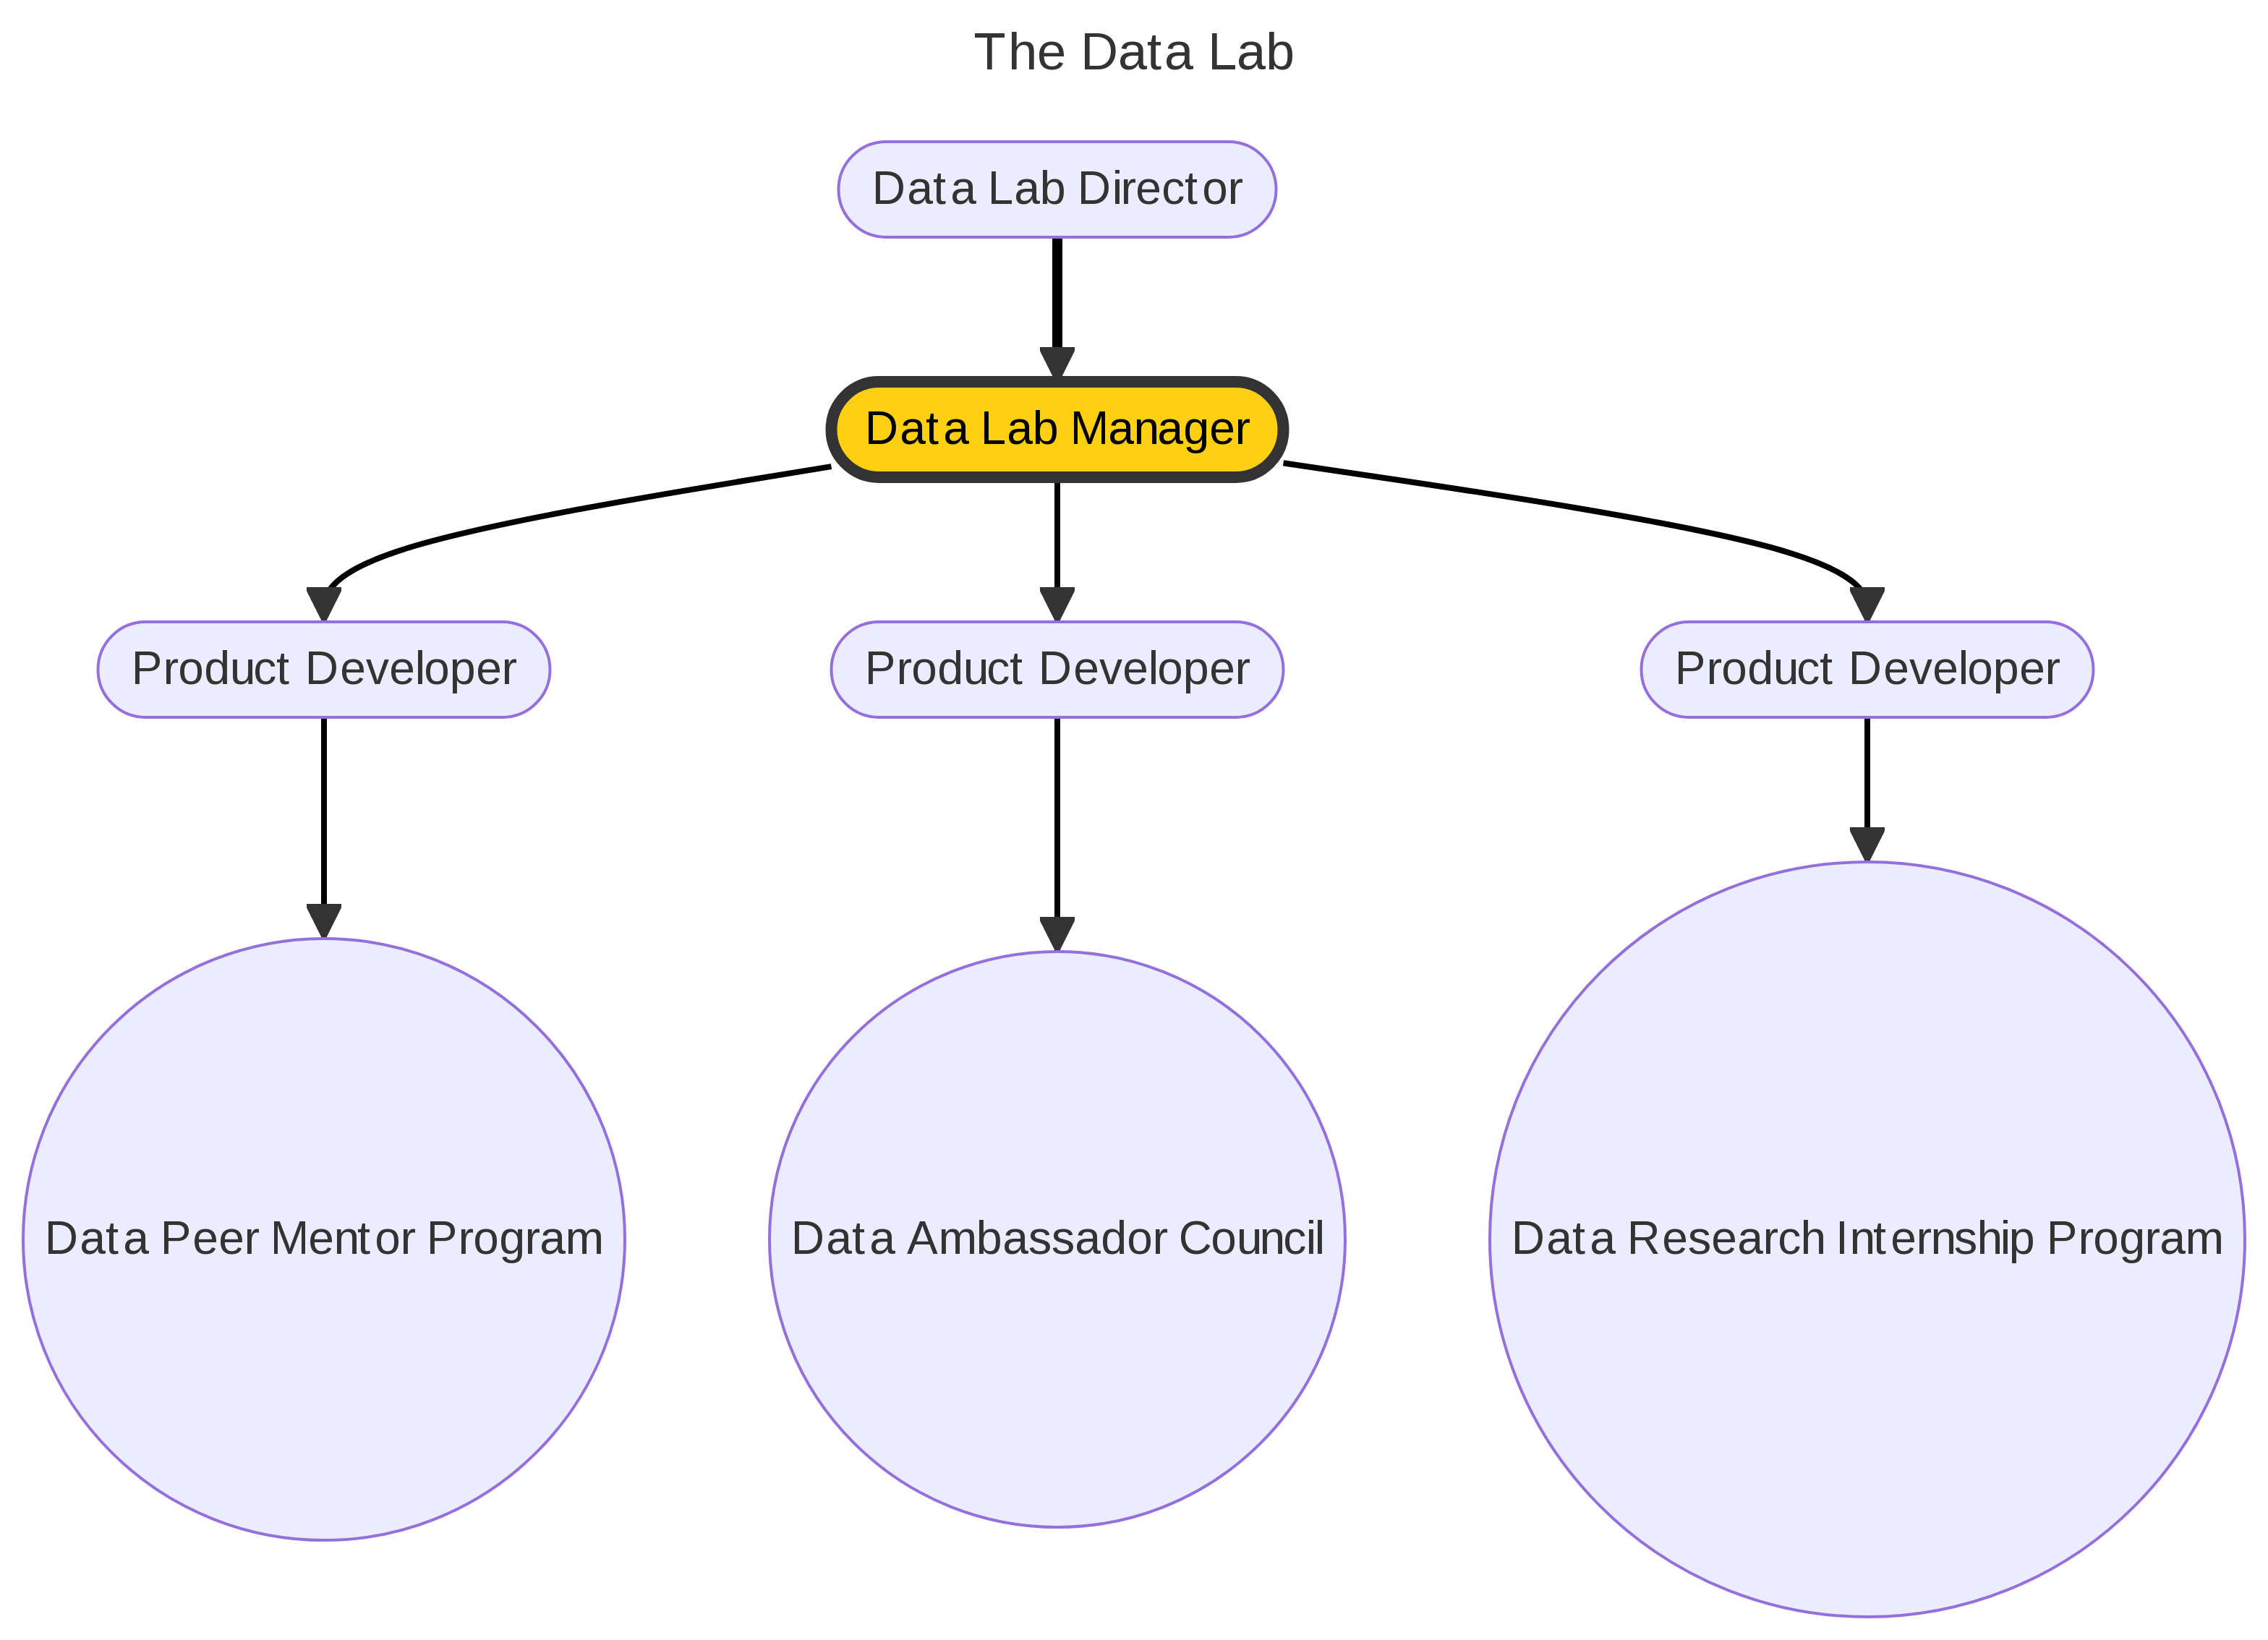 The Data Lab
Data Lab Director
Data Lab Manager
Product Developer
Product Developer
Product Developer
Data Peer Mentor Program
Data Ambassador Council
Data Research Internship Program